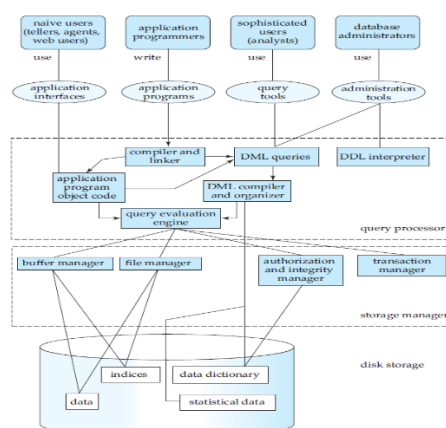 naive users
(tellers, agents,
web users)
application
programmers
sophisticated
users
(analysts)
database
administrators
use
write
use
use
application
interfaces
application
programs
query
tools
administration
tools
compiler and
linker
DML queries
DDL interpreter
application
program
object code
DML compiler
and organizer
query evaluation
engine
query processor
buffer manager
file manager
authorization
and integrity
manager
transaction
manager
storage manager
disk storage
indices
data dictionary
data
statistical data